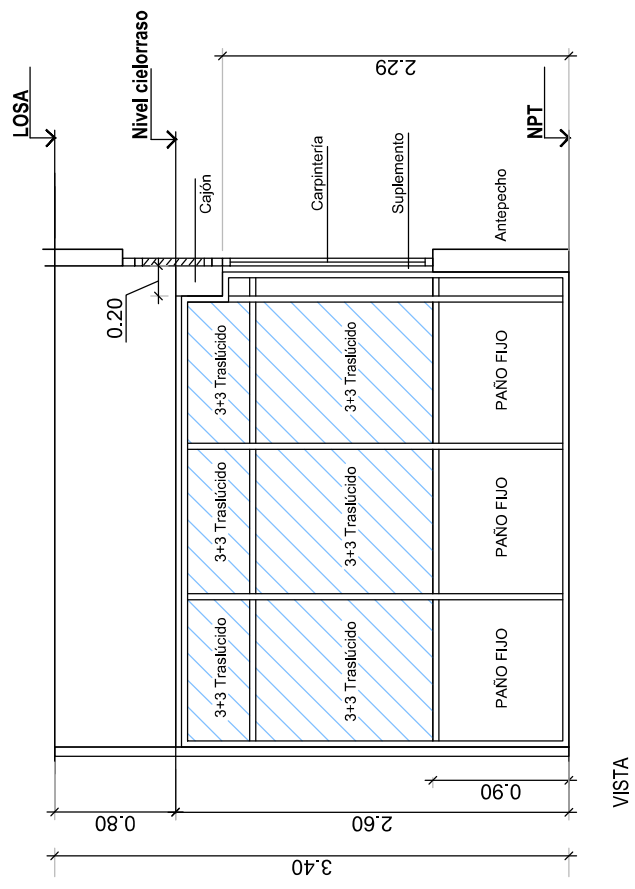 LOSA
Nivel cielorraso
2.29
NPT
Cajón
Carpintería
Suplemento
Antepecho
0.20
3+3 Traslúcido
3+3 Traslúcido
3+3 Traslúcido
3+3 Traslúcido
3+3 Traslúcido
3+3 Traslúcido
PAÑO FIJO
PAÑO FIJO
PAÑO FIJO
0.80
2.60
0.90
3.40
VISTA